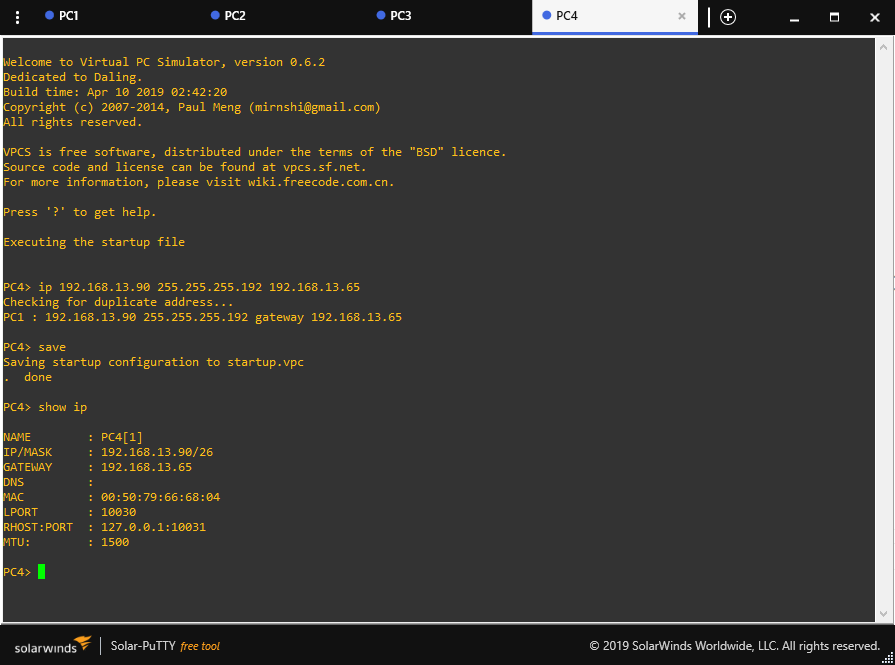 PC1 PC2 PC3 PC4
Welcome to Virtual PC Simulator, version 0.6.2
Dedicated to Daling.
Build time: Apr 10 2019 02:42:20
Copyright (c) 2007-2014, Paul Meng (mirnshi@gmail.com)
All rights reserved.
VPCS is free software, distributed under the terms of the "BSD" licence.
Source code and license can be found at vpcs.sf.net.
For more information, please visit wiki.freecode.com.cn.
Press '?' to get help.
Executing the startup file
PC4> ip 192.168.13.90 255.255.255.192 192.168.13.65
Checking for duplicate address...
PC1 : 192.168.13.90 255.255.255.192 gateway 192.168.13.65
PC4> save
Saving startup configuration to startup.vpc
.  done
PC4> show ip
NAME        : PC4[1]
IP/MASK     : 192.168.13.90/26
GATEWAY     : 192.168.13.65
DNS         :
MAC         : 00:50:79:66:68:04
LPORT       : 10030
RHOST:PORT  : 127.0.0.1:10031
MTU:        : 1500
PC4>
solarwinds Solar-PuTTY free tool © 2019 SolarWinds Worldwide, LLC. All rights reserved.